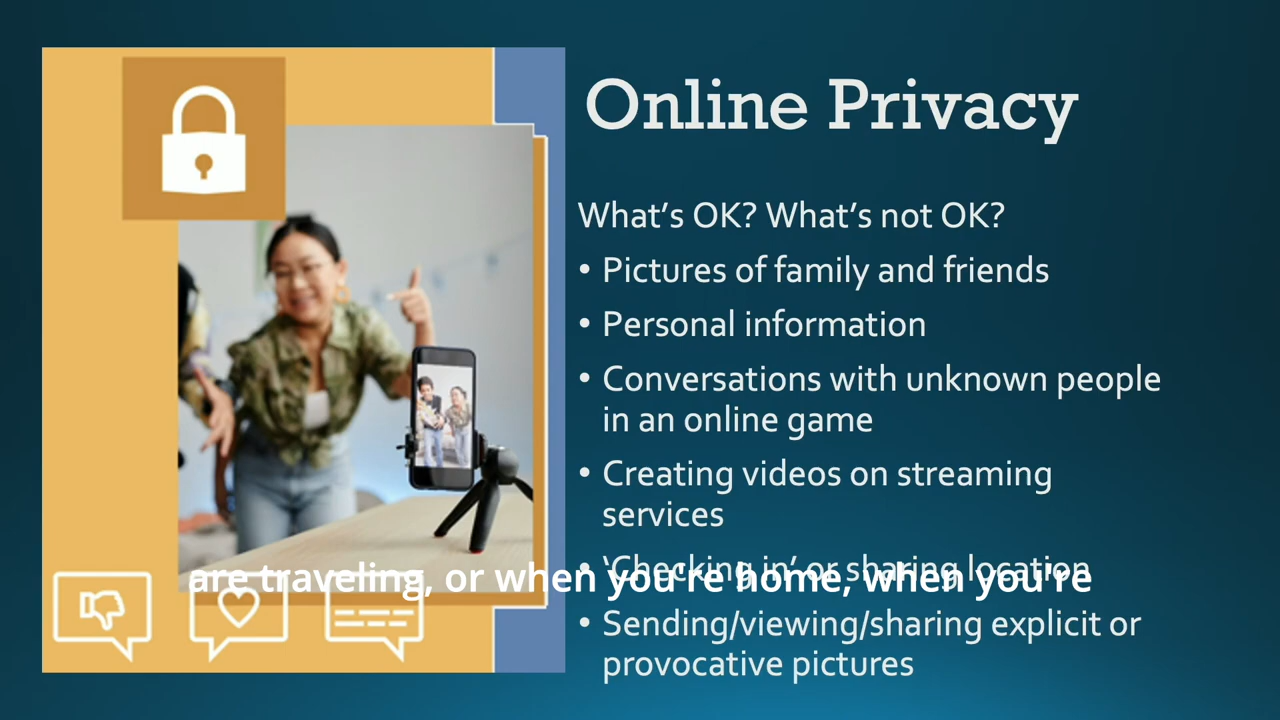 Online Privacy
What’s OK? What’s not OK?
• Pictures of family and friends
• Personal information
• Conversations with unknown people
in an online game
• Creating videos on streaming
services
• ‘Checking in’ or sharing location
are traveling, or when you're home, when you're
• Sending/viewing/sharing explicit or
provocative pictures